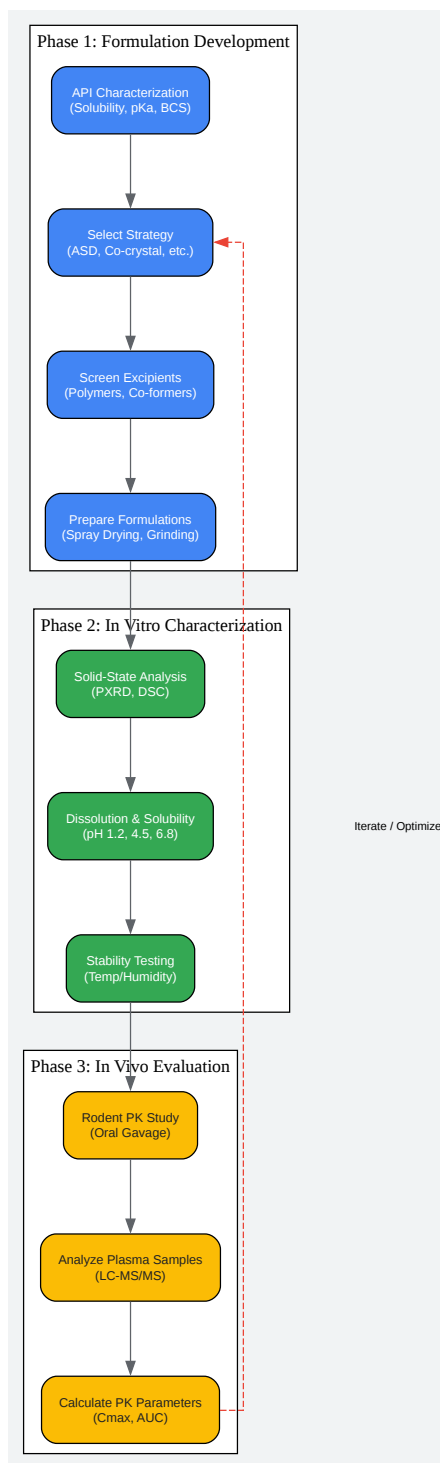 Phase 1: Formulation Development
API Characterization
(Solubility, pKa, BCS)
Select Strategy
(ASD, Co-crystal, etc.)
Screen Excipients
(Polymers, Co-formers)
Prepare Formulations
(Spray Drying, Grinding)
Phase 2: In Vitro Characterization
Solid-State Analysis
(PXRD, DSC)
Dissolution & Solubility
(pH 1.2, 4.5, 6.8)
Iterate / Optimize
Stability Testing
(Temp/Humidity)
Phase 3: In Vivo Evaluation
Rodent PK Study
(Oral Gavage)
Analyze Plasma Samples
(LC-MS/MS)
Calculate PK Parameters
(Cmax, AUC)